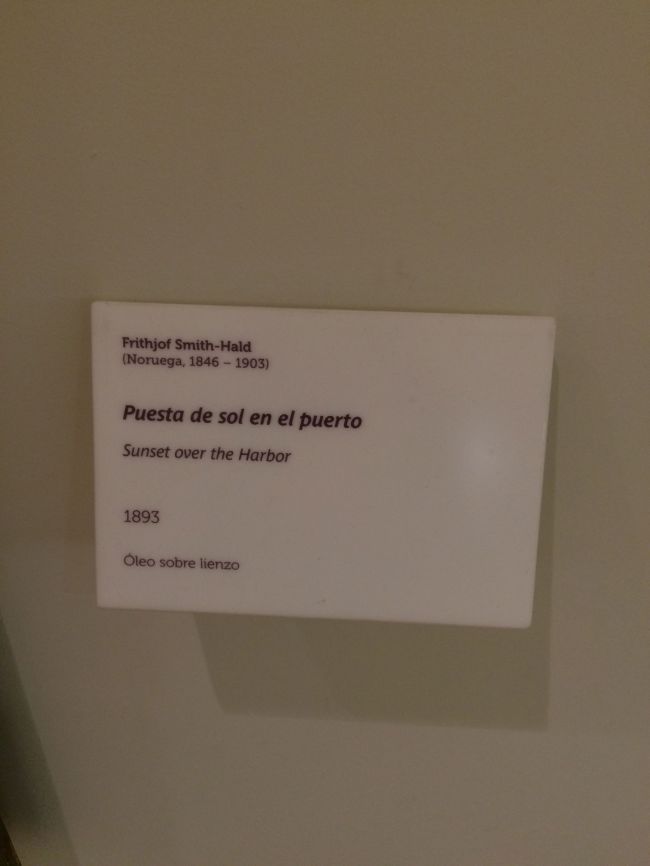 Frithjof Smith-Hald
(Noruega, 1846 – 1903)
Puesta de sol en el puerto
Sunset over the Harbor
1893
Óleo sobre lienzo